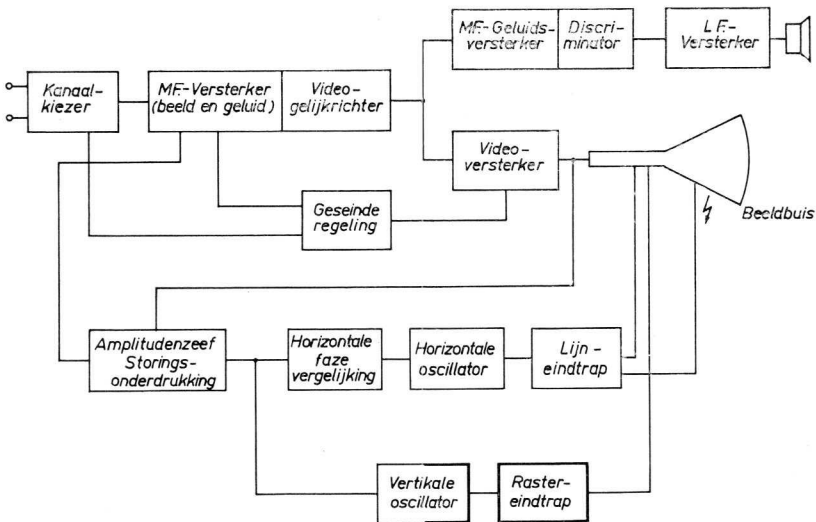 MF.-Geluids-
versterker
Discri-
minator
L.F.-
Versterker
Kanaal-
kiezer
MF.-Versterker
(beeld en geluid)
Video-
gelijkrichter
Video-
versterker
Geseinde
regeling
Beeldbuis
Amplitudenzeef
Storings-
onderdrukking
Horizontale
faze
vergelijking
Horizontale
oscillator
Lijn-
eindtrap
Vertikale
oscillator
Raster-
eindtrap